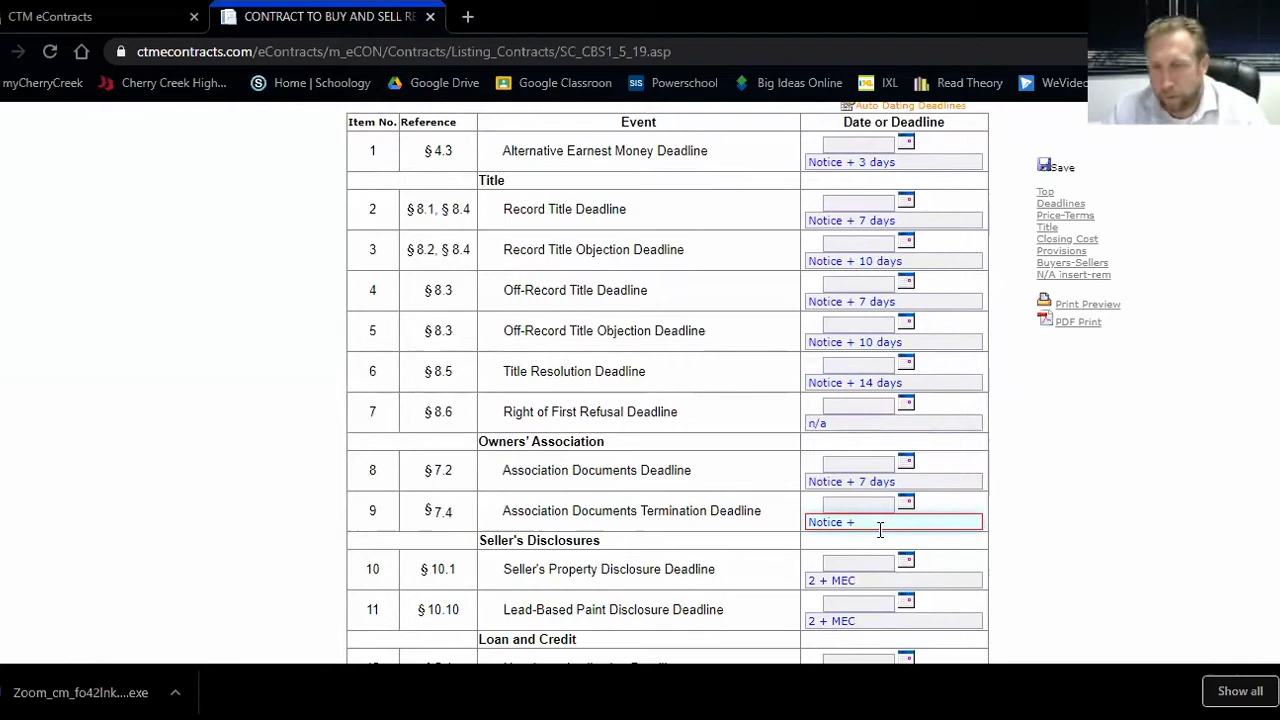 CTM eContracts
CONTRACT TO BUY AND SELL RE
ctmecontracts.com/eContracts/m_eCON/Contracts/Listing_Contracts/SC_CBS1_5_19.asp
myCherryCreek Cherry Creek High... Home | Schoology Google Drive Google Classroom Powerschool Big Ideas Online IXL Read Theory WeVideo
Auto Dating Deadlines
Item No. Reference Event Date or Deadline
1 § 4.3 Alternative Earnest Money Deadline
Notice + 3 days
Title
2 § 8.1, § 8.4 Record Title Deadline
Notice + 7 days
3 § 8.2, § 8.4 Record Title Objection Deadline
Notice + 10 days
4 § 8.3 Off-Record Title Deadline
Notice + 7 days
5 § 8.3 Off-Record Title Objection Deadline
Notice + 10 days
6 § 8.5 Title Resolution Deadline
Notice + 14 days
7 § 8.6 Right of First Refusal Deadline
n/a
Owners' Association
8 § 7.2 Association Documents Deadline
Notice + 7 days
9 § 7.4 Association Documents Termination Deadline
Notice +
Seller's Disclosures
10 § 10.1 Seller's Property Disclosure Deadline
2 + MEC
11 § 10.10 Lead-Based Paint Disclosure Deadline
2 + MEC
Loan and Credit
Save
Top
Deadlines
Price-Terms
Title
Closing Cost
Provisions
Buyers-Sellers
N/A insert-rem
Print Preview
PDF Print
Zoom_cm_fo42lnk....exe
Show all